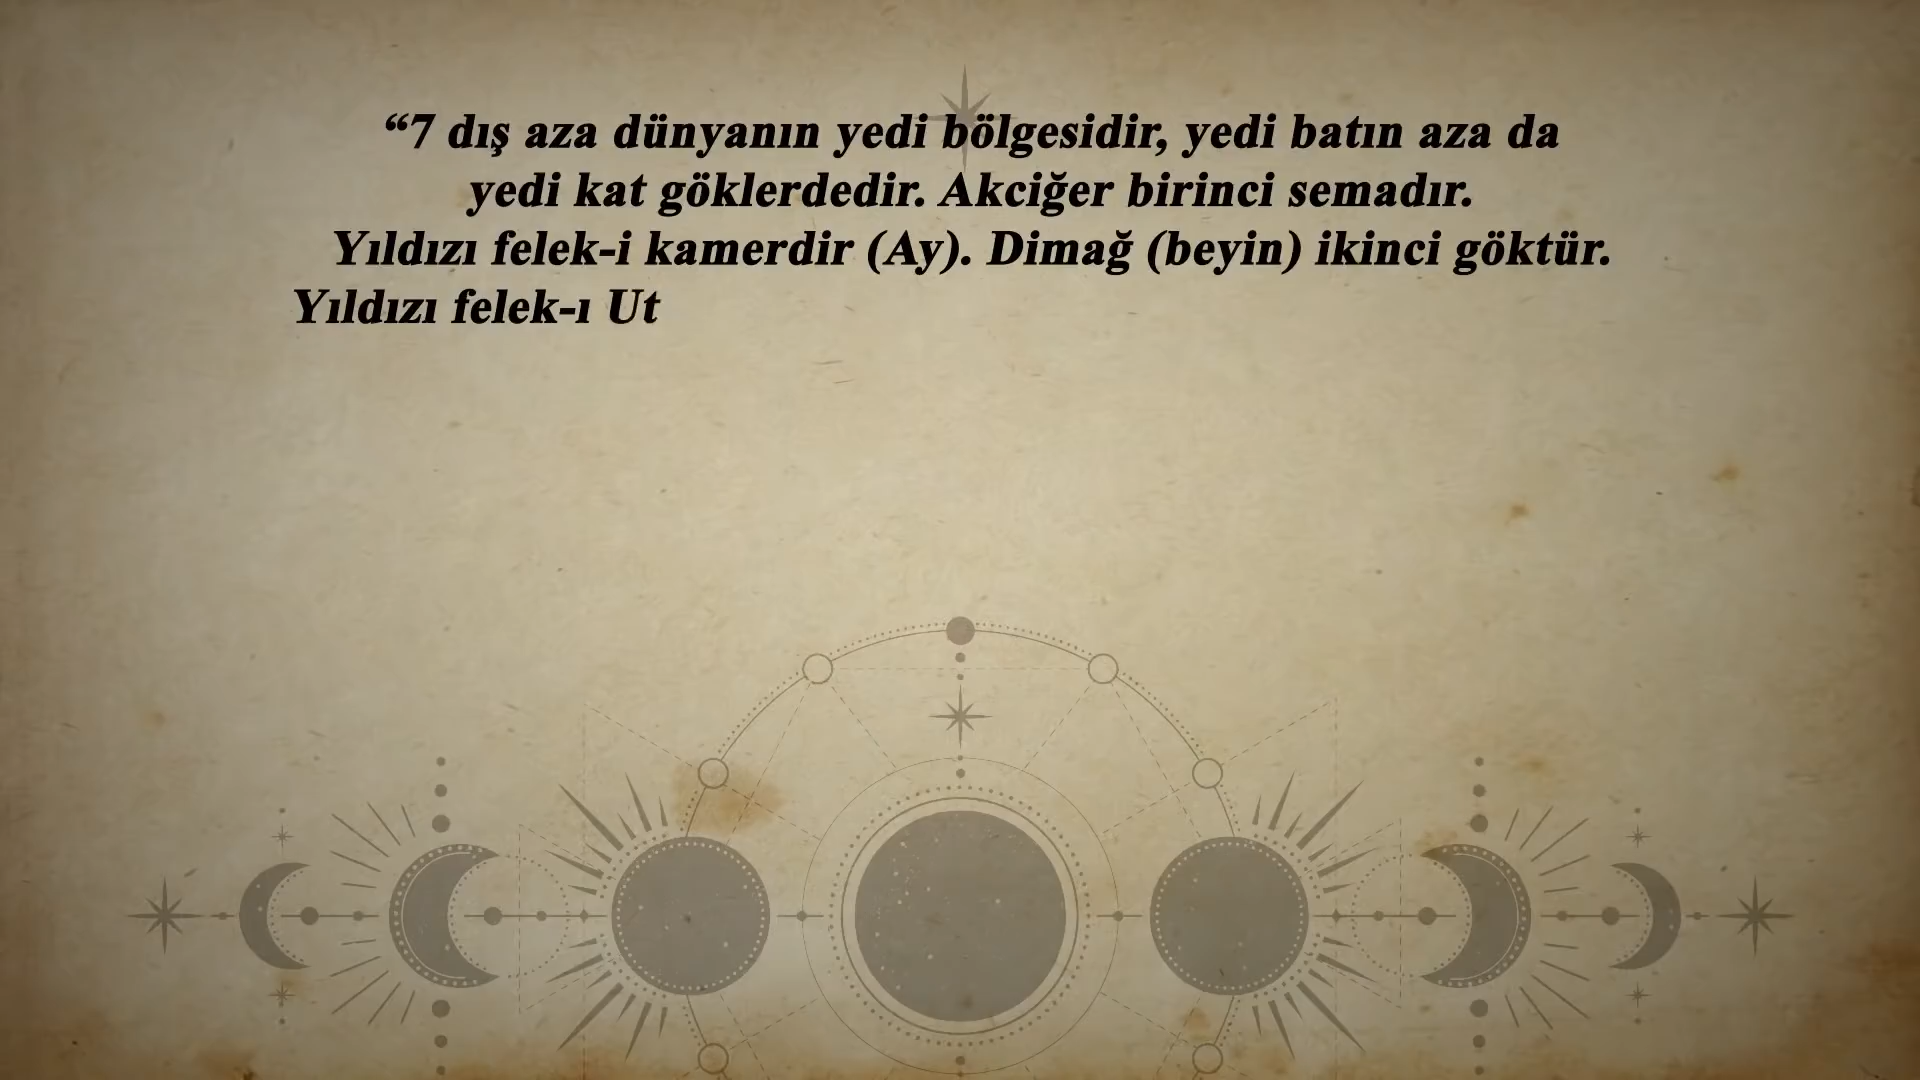 “7 dış aza dünyanın yedi bölgesidir, yedi batın aza da
yedi kat göklerdedir. Akciğer birinci semadır.
Yıldızı felek-i kamerdir (Ay). Dimağ (beyin) ikinci göktür.
Yıldızı felek-ı Ut